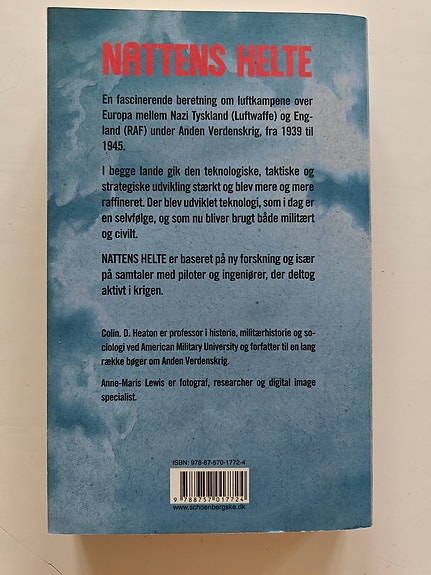 NATTENS HELTE
En fascinerende beretning om luftkampene over
Europa mellem Nazi Tyskland (Luftwaffe) og Eng-
land (RAF) under Anden Verdenskrig, fra 1939 til
1945.
I begge lande gik den teknologiske, taktiske og
strategiske udvikling stærkt og blev mere og mere
raffineret. Der blev udviklet teknologi, som i dag er
en selvfølge, og som nu bliver brugt både militært
og civilt.
NATTENS HELTE er baseret på ny forskning og især
på samtaler med piloter og ingeniører, der deltog
aktivt i krigen.
Colin. D. Heaton er professor i historie, militærhistorie og so-
ciologi ved American Military University og forfatter til en lang
række bøger om Anden Verdenskrig.
Anne-Maris Lewis er fotograf, researcher og digital image
specialist.
ISBN: 978-87-570-1772-4
9 788757 017724
www.schoenbergske.dk